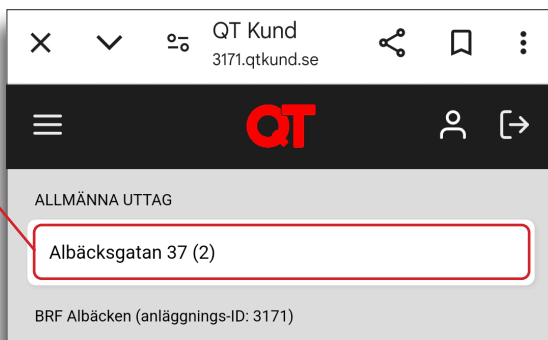 QT Kund
3171.qtkund.se
QT
ALLMÄNNA UTTAG
Albäcksgatan 37 (2)
BRF Albäcken (anläggnings-ID: 3171)